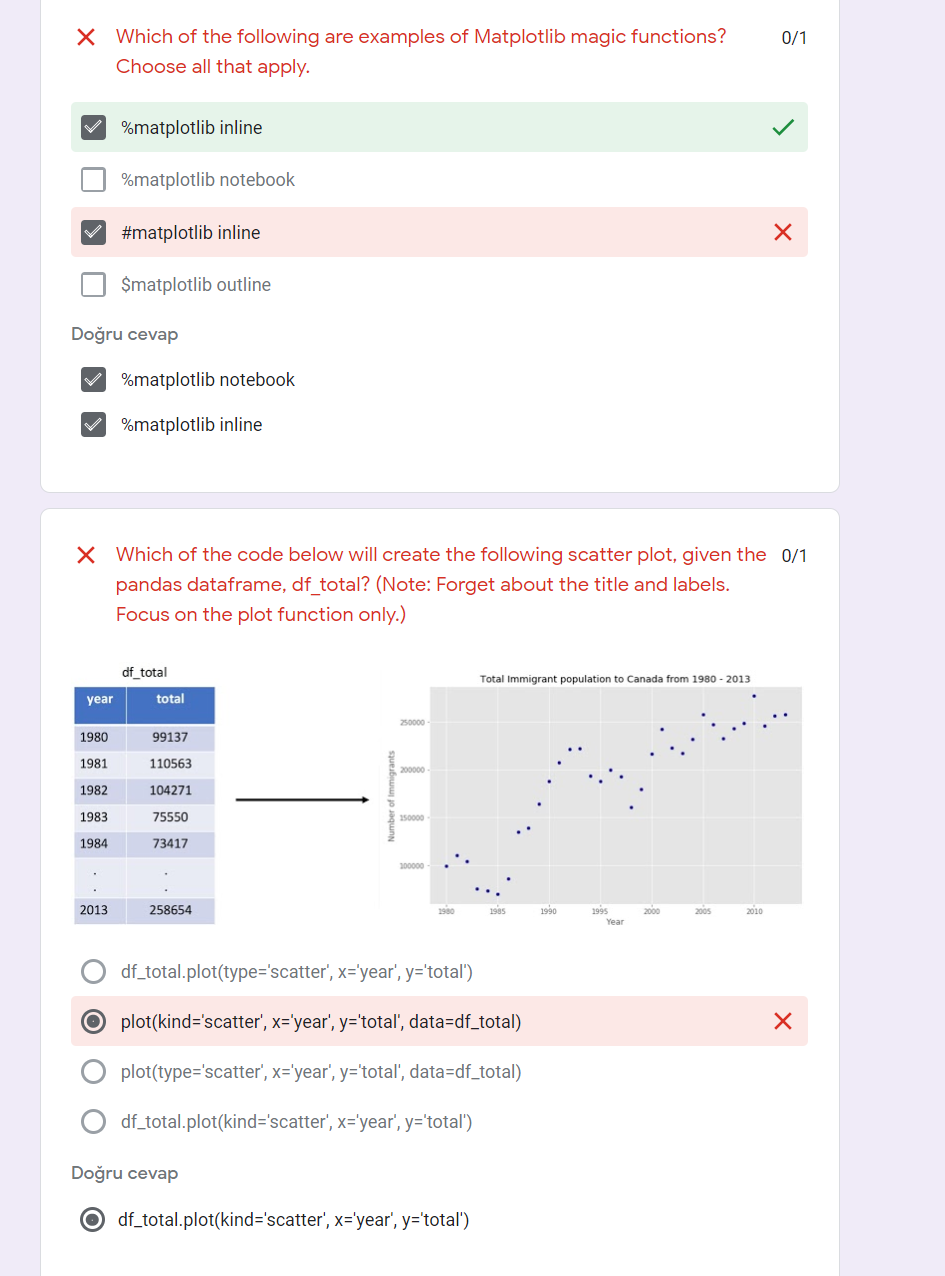 Which of the following are examples of Matplotlib magic functions? 0/1
Choose all that apply.
%matplotlib inline
%matplotlib notebook
#matplotlib inline
$matplotlib outline
Doğru cevap
%matplotlib notebook
%matplotlib inline
Which of the code below will create the following scatter plot, given the 0/1
pandas dataframe, df_total? (Note: Forget about the title and labels.
Focus on the plot function only.)
df_total
year total
1980 99137
1981 110563
1982 104271
1983 75550
1984 73417
. .
. .
2013 258654
Total Immigrant population to Canada from 1980 - 2013
Number of Immigrants
250000
200000
150000
100000
1980 1985 1990 1995 2000 2005 2010
Year
df_total.plot(type='scatter', x='year', y='total')
plot(kind='scatter', x='year', y='total', data=df_total)
plot(type='scatter', x='year', y='total', data=df_total)
df_total.plot(kind='scatter', x='year', y='total')
Doğru cevap
df_total.plot(kind='scatter', x='year', y='total')